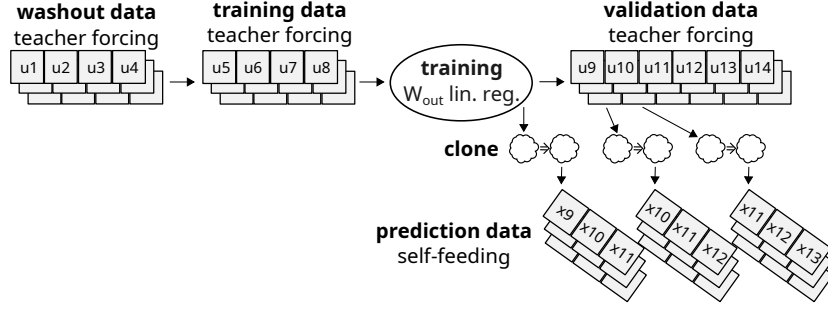 washout data
teacher forcing
u1 u2 u3 u4
training data
teacher forcing
u5 u6 u7 u8
training
Wout lin. reg.
validation data
teacher forcing
u9 u10 u11 u12 u13 u14
clone
prediction data
self-feeding
x9 x10 x11
x10 x11 x12
x11 x12 x13